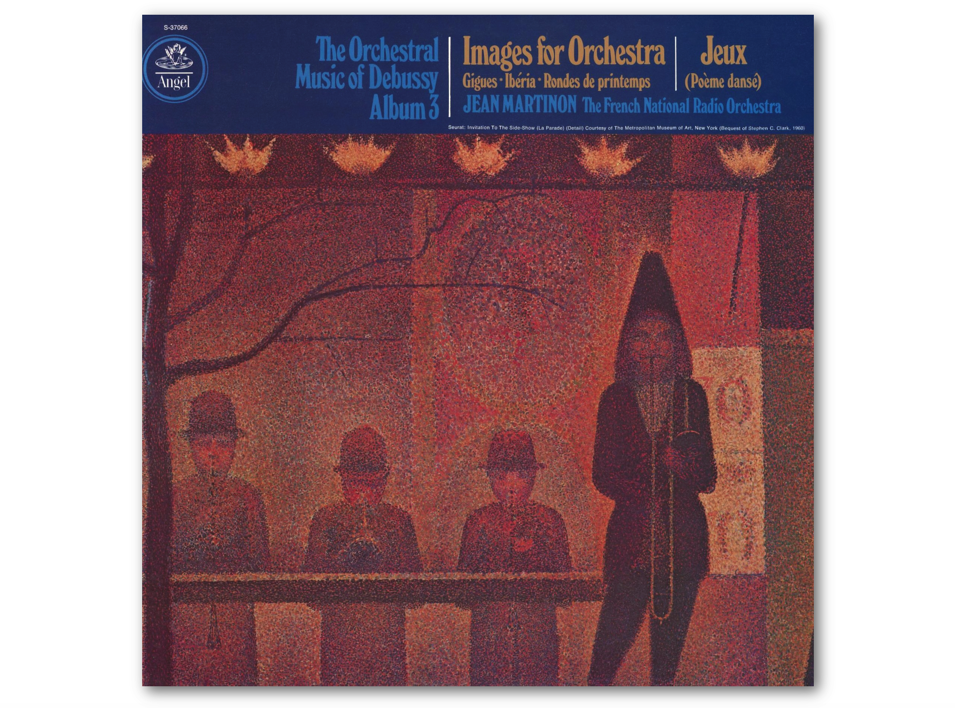 S-37066
Angel
The Orchestral
Music of Debussy
Album 3
Images for Orchestra
Gigues · Ibéria · Rondes de printemps
Jeux
(Poème dansé)
JEAN MARTINON The French National Radio Orchestra
Seurat: Invitation To The Side-Show (La Parade) (Detail) Courtesy of The Metropolitan Museum of Art, New York (Bequest of Stephen C. Clark, 1960)